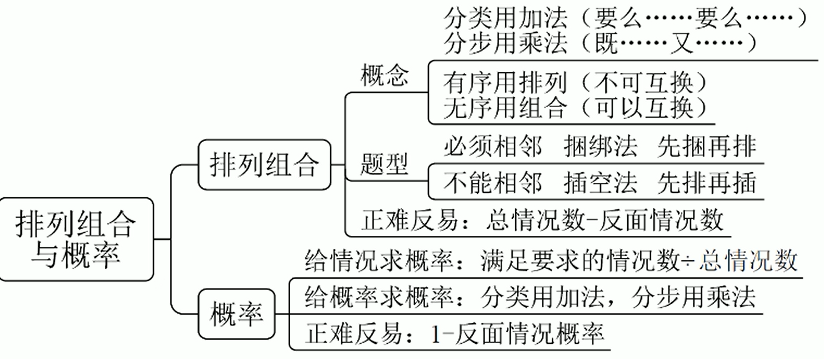 分类用加法（要么……要么……）
分步用乘法（既……又……）
概念
有序用排列（不可互换）
无序用组合（可以互换）
排列组合
必须相邻 捆绑法 先捆再排
题型
不能相邻 插空法 先排再插
正难反易：总情况数-反面情况数
排列组合
与概率
给情况求概率：满足要求的情况数÷总情况数
概率
给概率求概率：分类用加法，分步用乘法
正难反易：1-反面情况概率